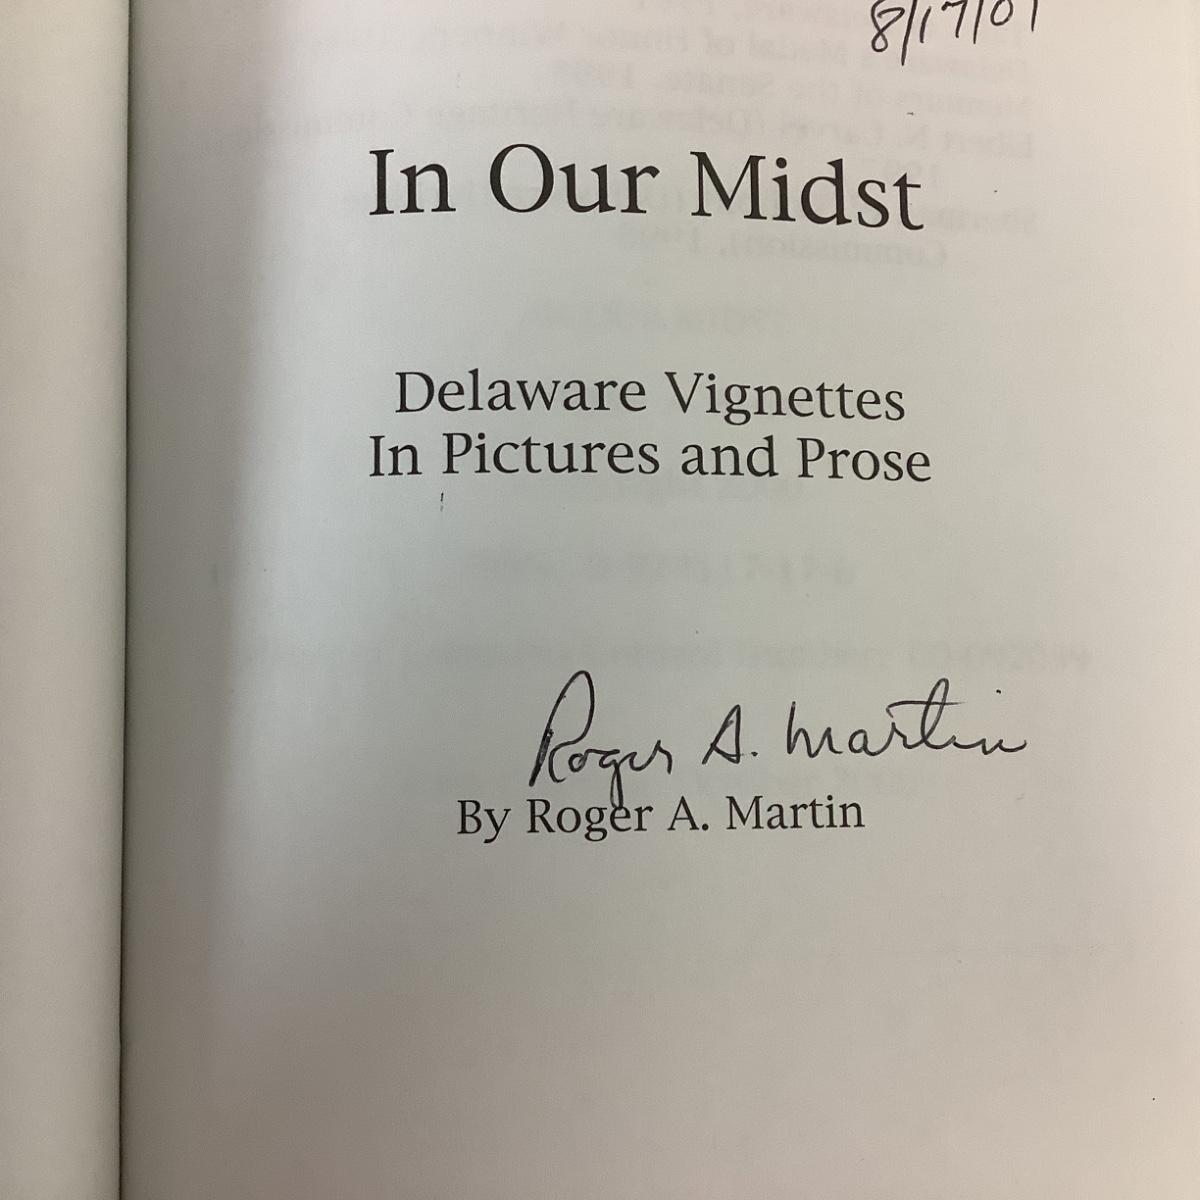 8/17/01
In Our Midst
Delaware Vignettes
In Pictures and Prose
Roger A. Martin
By Roger A. Martin